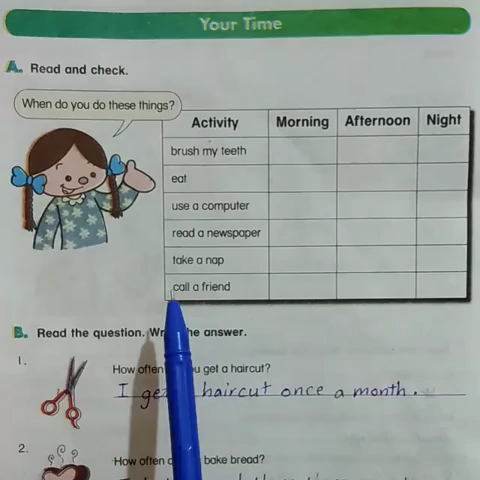 Your Time
A. Read and check.
When do you do these things?
Activity Morning Afternoon Night
brush my teeth
eat
use a computer
read a newspaper
take a nap
call a friend
B. Read the question. he answer.
1.
How often u get a haircut?
I haircut once a month.
2.
How often bake bread?